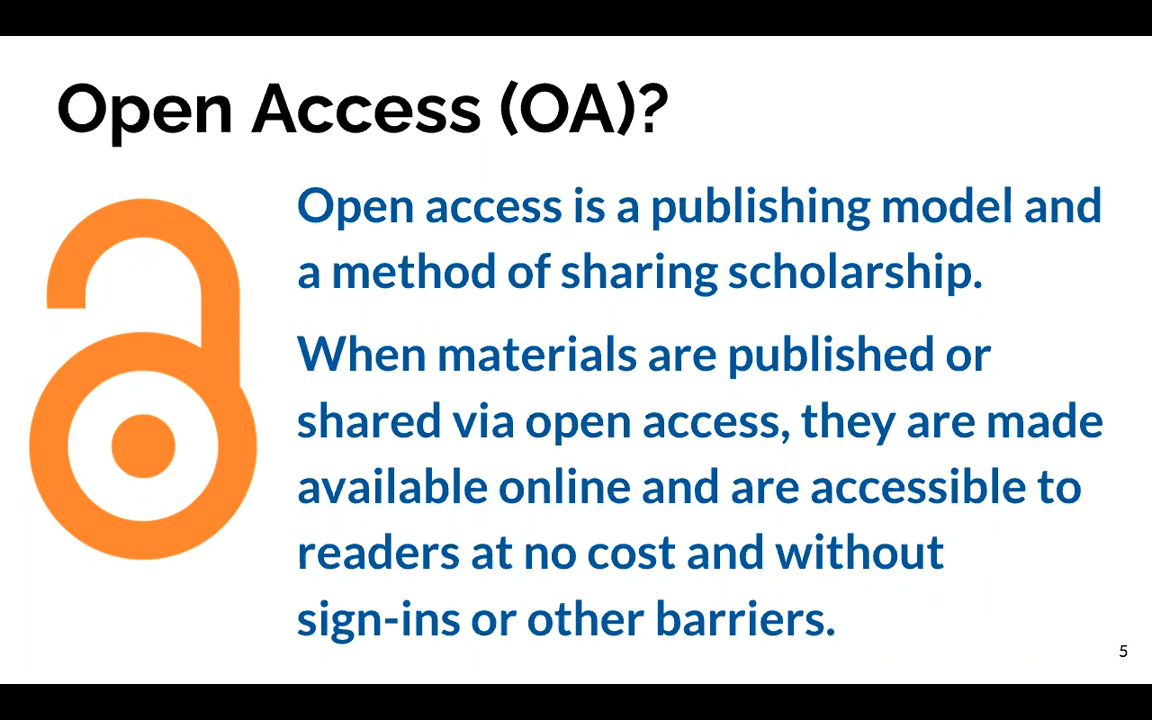 Open Access (OA)?
Open access is a publishing model and
a method of sharing scholarship.
When materials are published or
shared via open access, they are made
available online and are accessible to
readers at no cost and without
sign-ins or other barriers.
5